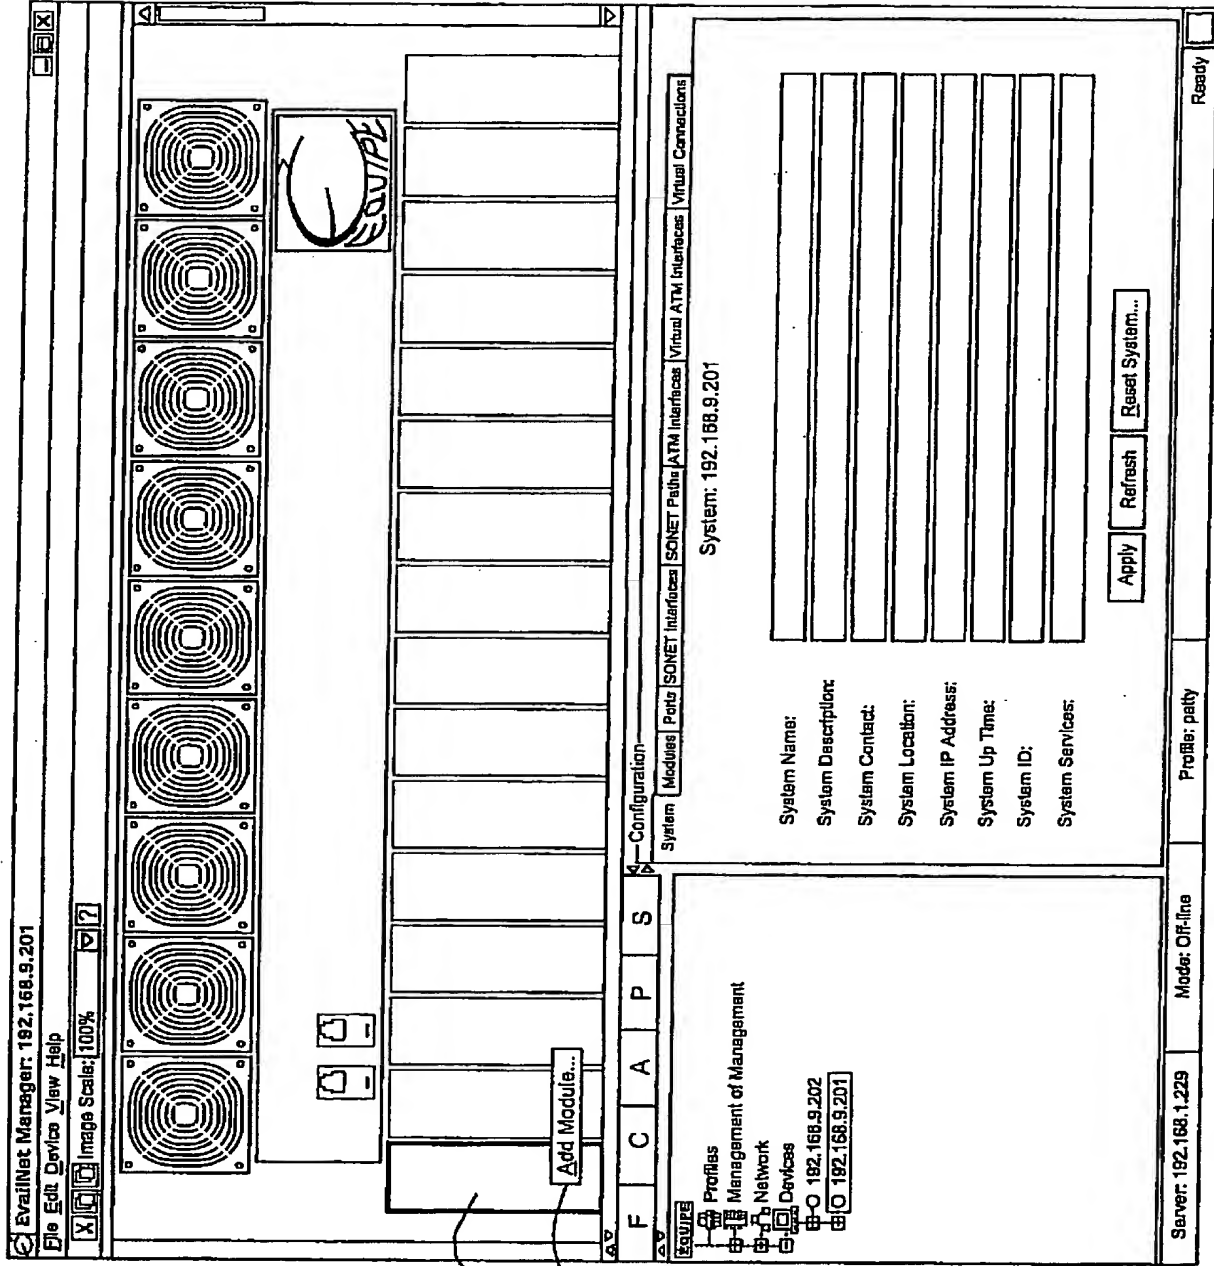 EvailNet Manager: 192.168.9.201
File Edit Device View Help
Image Scale: 100% ?
EQUIPE
Add Module...
F C A P S
EQUIPE
Profiles
Management of Management
Network
Devices
192.168.9.202
192.168.9.201
Configuration
System Modules Ports SONET Interfaces SONET Paths ATM Interfaces Virtual ATM Interfaces Virtual Connections
System: 192.168.9.201
System Name:
System Description:
System Contact:
System Location:
System IP Address:
System Up Time:
System ID:
System Services:
Apply Refresh Reset System...
Server: 192.168.1.229 Mode: Off-line Profile: patty Ready